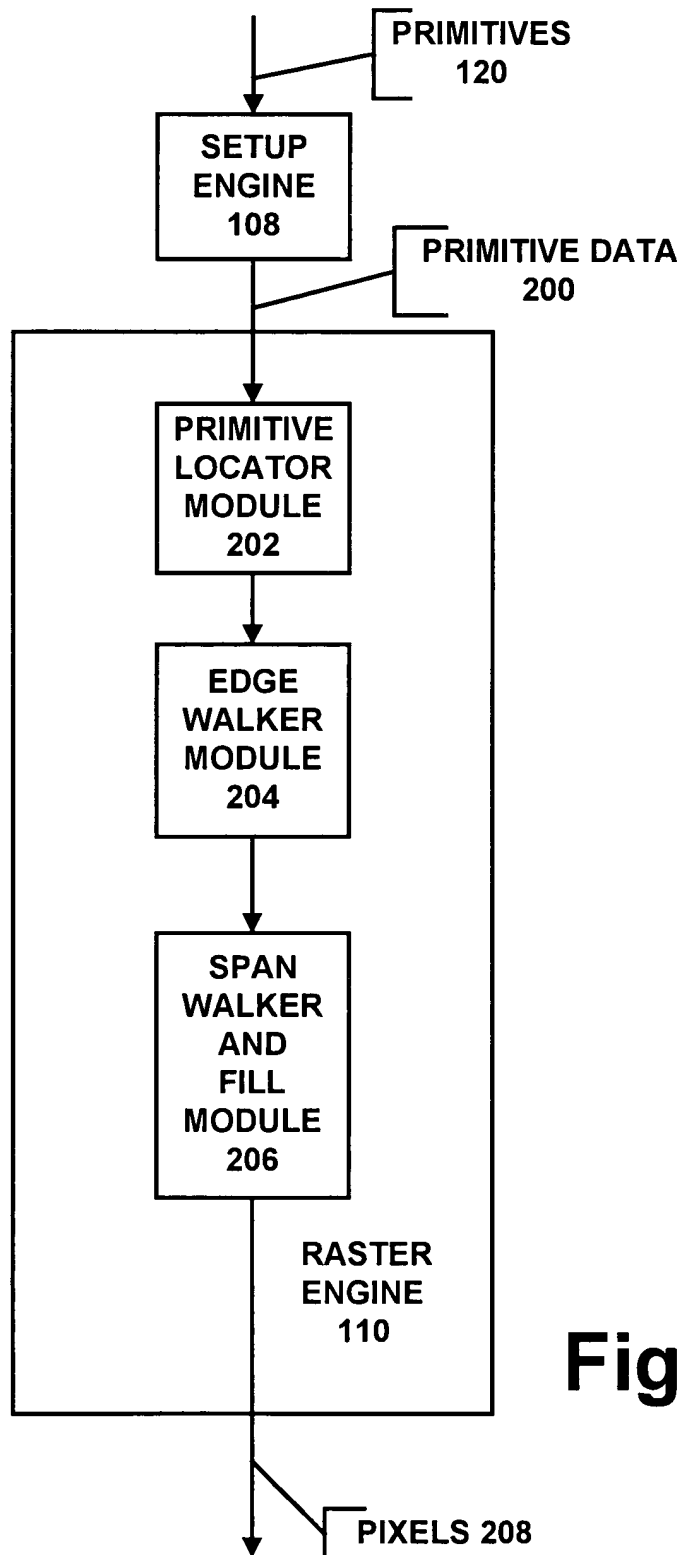 PRIMITIVES
120
SETUP
ENGINE
108
PRIMITIVE DATA
200
PRIMITIVE
LOCATOR
MODULE
202
EDGE
WALKER
MODULE
204
SPAN
WALKER
AND
FILL
MODULE
206
RASTER
ENGINE
110
Fig
PIXELS 208